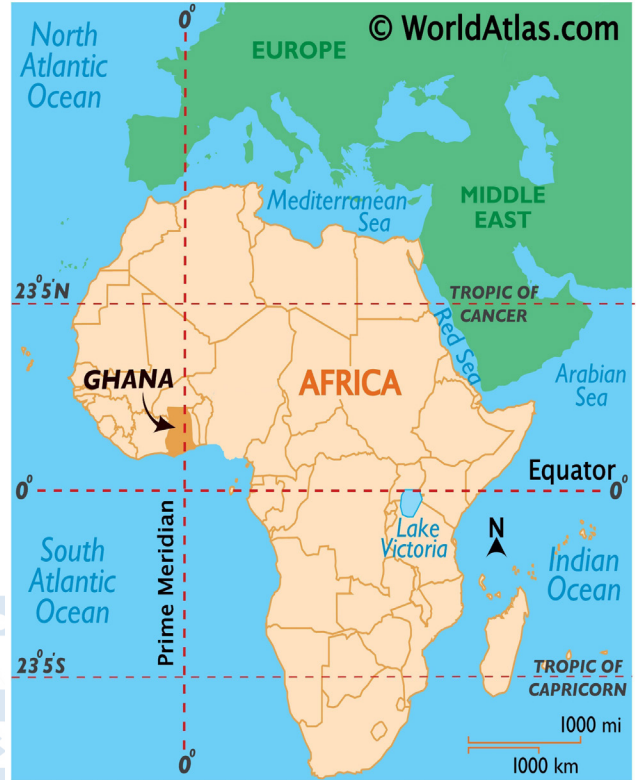 0°
© WorldAtlas.com
North
Atlantic
Ocean
EUROPE
Mediterranean
Sea
MIDDLE
EAST
23°5'N
TROPIC OF
CANCER
Red Sea
GHANA
AFRICA
Arabian
Sea
Equator
0°
0°
Prime Meridian
Lake
Victoria
N
South
Atlantic
Ocean
Indian
Ocean
23°5'S
TROPIC OF
CAPRICORN
1000 mi
1000 km
0°